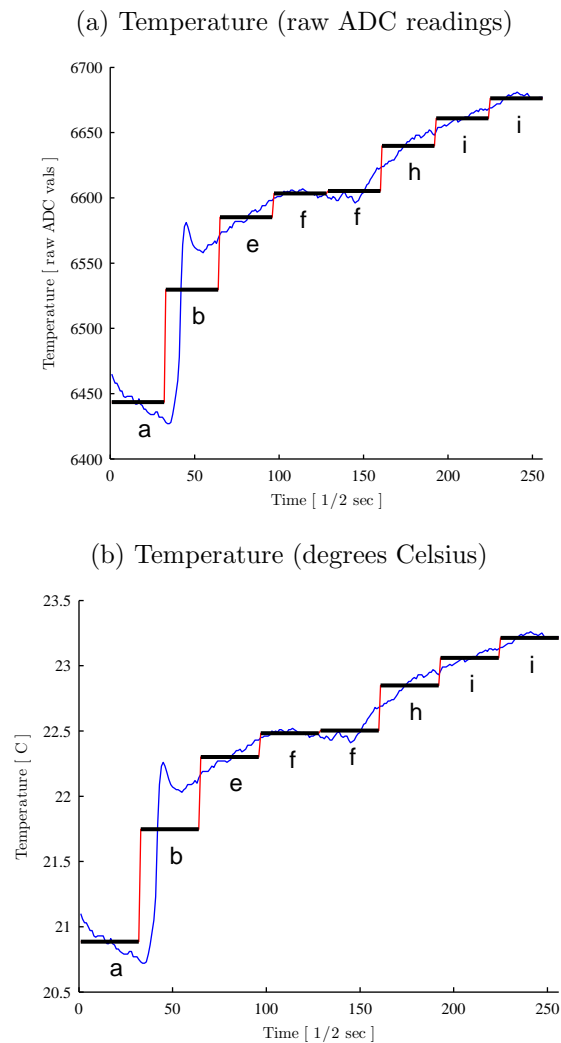 (a) Temperature (raw ADC readings)
6700
6650
6600
6550
6500
6450
6400
Temperature [ raw ADC vals ]
a
b
e
f
f
h
i
i
0
50
100
150
200
250
Time [ 1/2 sec ]
(b) Temperature (degrees Celsius)
23.5
23
22.5
22
21.5
21
20.5
Temperature [ C ]
a
b
e
f
f
h
i
i
0
50
100
150
200
250
Time [ 1/2 sec ]